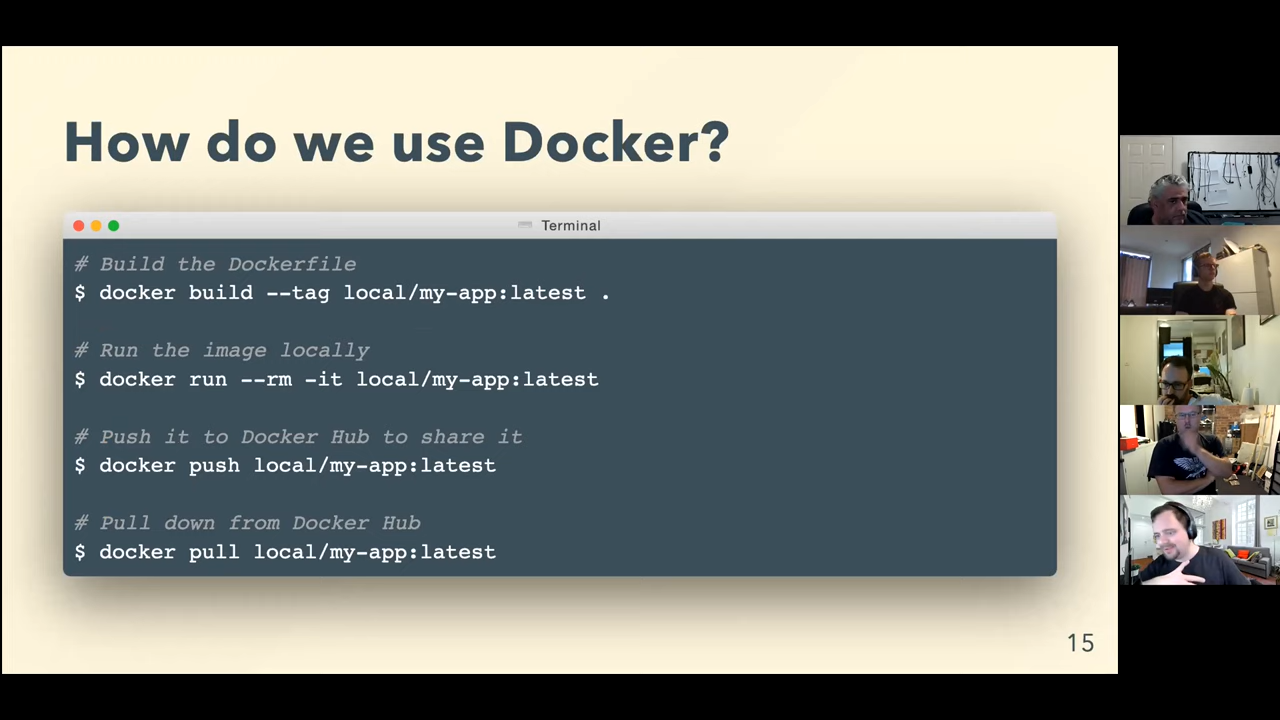 How do we use Docker?
Terminal
# Build the Dockerfile
$ docker build --tag local/my-app:latest .
# Run the image locally
$ docker run --rm -it local/my-app:latest
# Push it to Docker Hub to share it
$ docker push local/my-app:latest
# Pull down from Docker Hub
$ docker pull local/my-app:latest
15